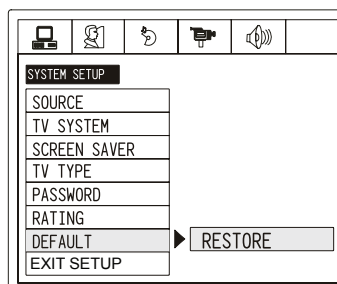 SYSTEM SETUP
SOURCE
TV SYSTEM
SCREEN SAVER
TV TYPE
PASSWORD
RATING
DEFAULT
RESTORE
EXIT SETUP